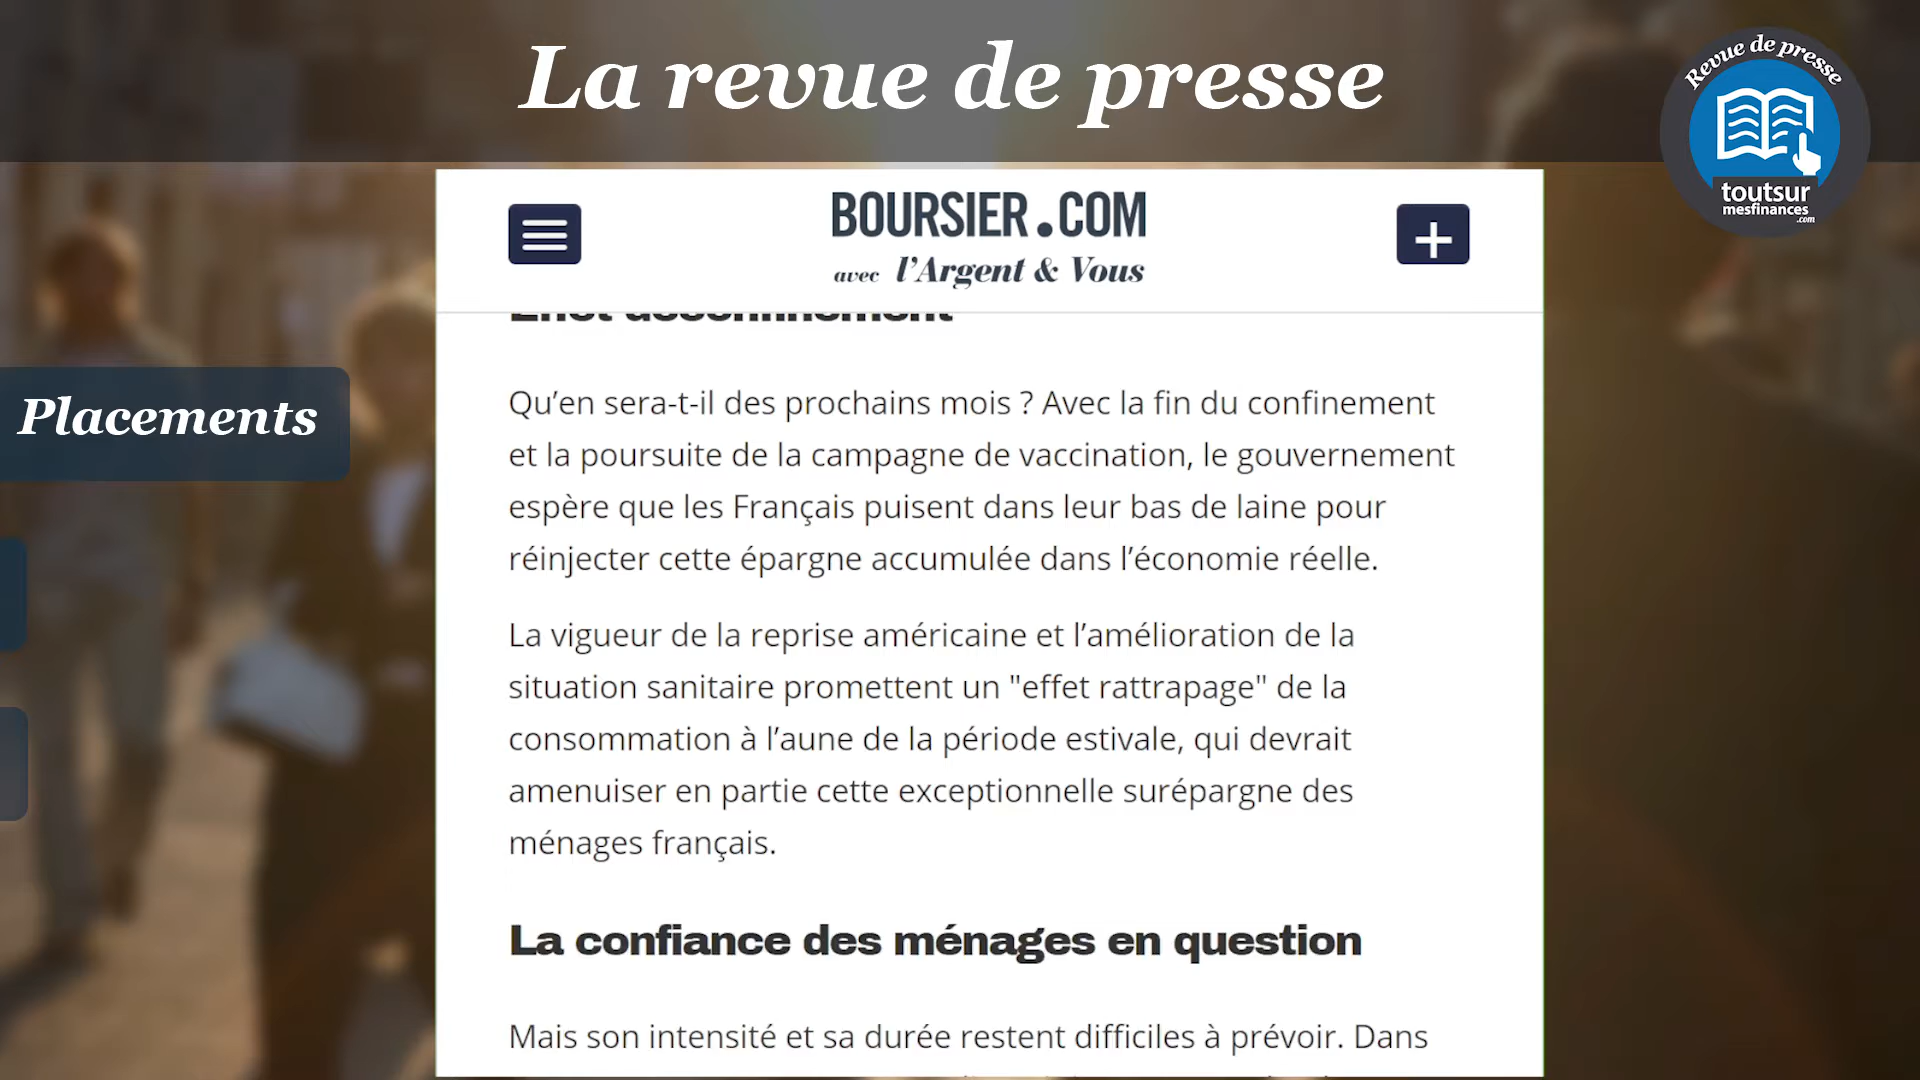 La revue de presse
Revue de presse
toutsur
mesfinances
.com
BOURSIER.COM
avec l'Argent & Vous
Placements
Effet déconfinement
Qu’en sera-t-il des prochains mois ? Avec la fin du confinement
et la poursuite de la campagne de vaccination, le gouvernement
espère que les Français puisent dans leur bas de laine pour
réinjecter cette épargne accumulée dans l’économie réelle.
La vigueur de la reprise américaine et l’amélioration de la
situation sanitaire promettent un "effet rattrapage" de la
consommation à l’aune de la période estivale, qui devrait
amenuiser en partie cette exceptionnelle surépargne des
ménages français.
La confiance des ménages en question
Mais son intensité et sa durée restent difficiles à prévoir. Dans